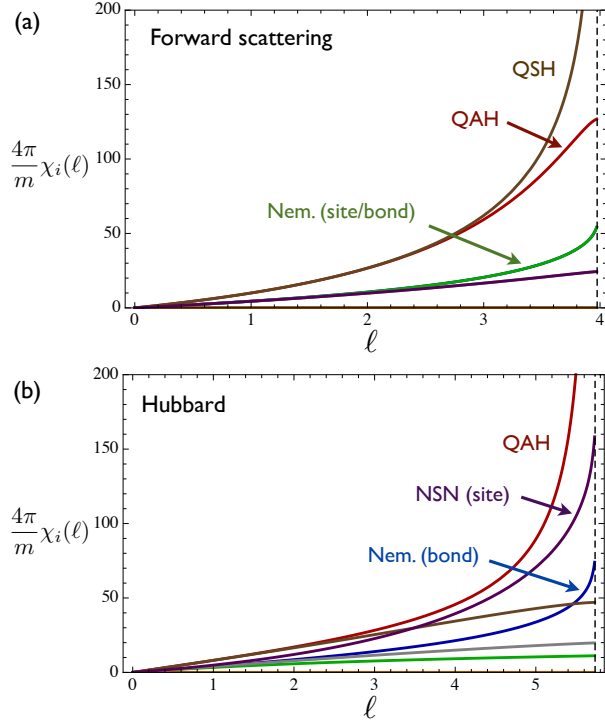 (a)
Forward scattering
QSH
QAH
Nem. (site/bond)
4π/m χᵢ(ℓ)
200
150
100
50
0
0 1 2 3 4
ℓ
(b)
Hubbard
QAH
NSN (site)
Nem. (bond)
4π/m χᵢ(ℓ)
200
150
100
50
0
0 1 2 3 4 5
ℓ